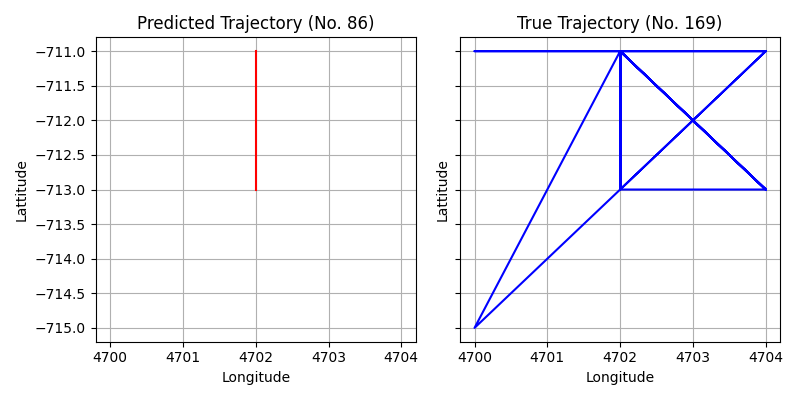 Predicted Trajectory (No. 86)
True Trajectory (No. 169)
−711.0
−711.5
−712.0
−712.5
−713.0
−713.5
−714.0
−714.5
−715.0
Lattitude
Lattitude
4700 4701 4702 4703 4704
4700 4701 4702 4703 4704
Longitude
Longitude